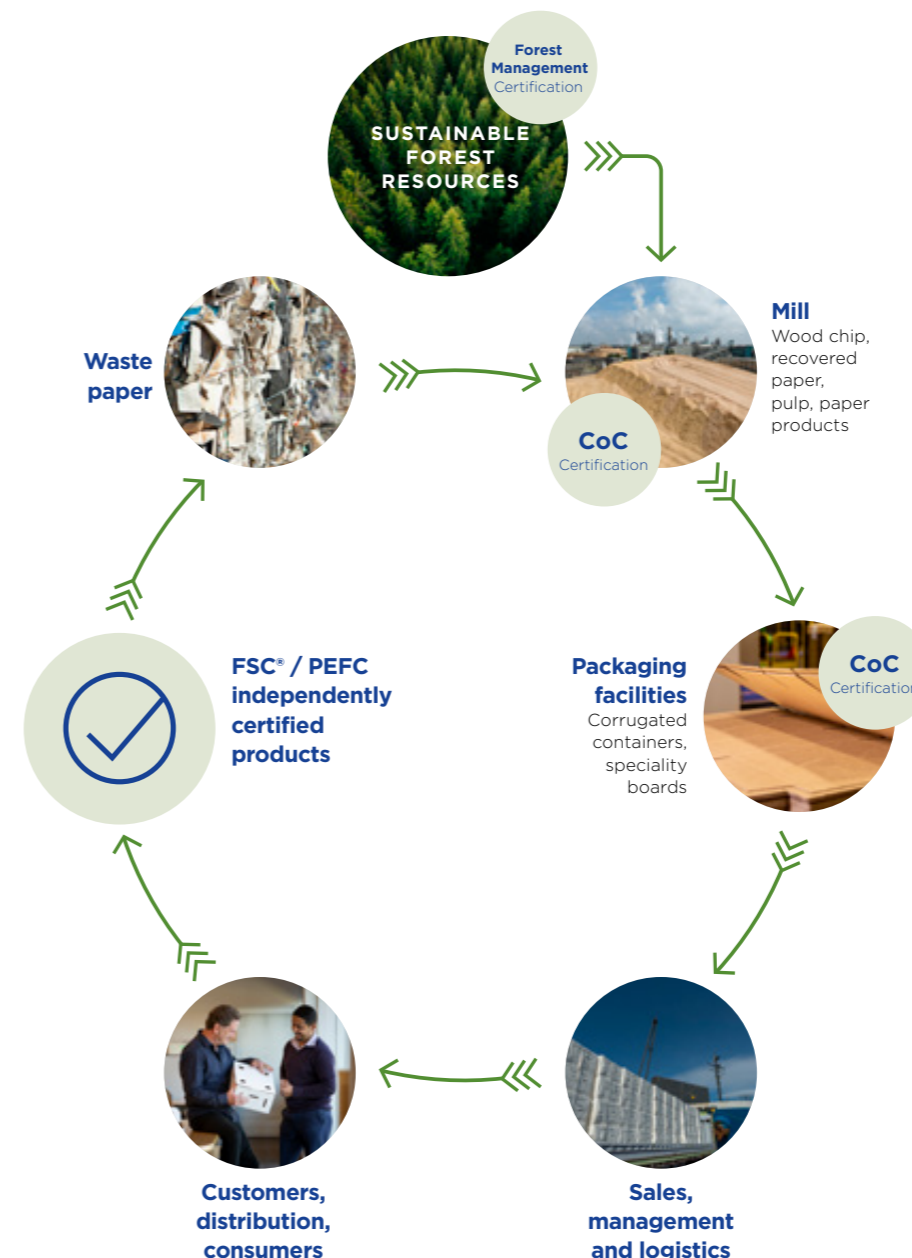 Forest
Management
Certification
SUSTAINABLE
FOREST
RESOURCES
Waste
paper
Mill
Wood chip,
recovered
paper,
pulp, paper
products
CoC
Certification
FSC® / PEFC
independently
certified
products
Packaging
facilities
Corrugated
containers,
speciality
boards
CoC
Certification
Customers,
distribution,
consumers
Sales,
management
and logistics